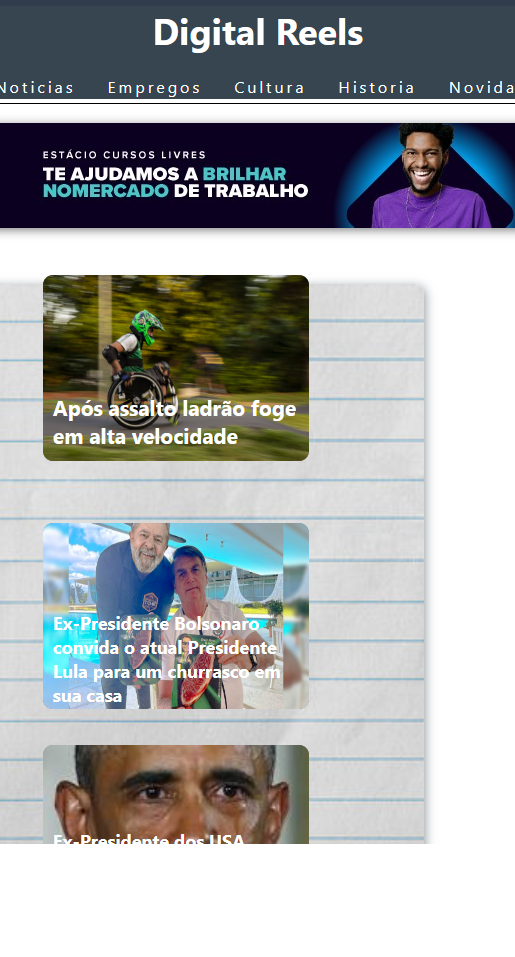 Digital Reels
Noticias Empregos Cultura Historia Novida
ESTÁCIO CURSOS LIVRES
TE AJUDAMOS A BRILHAR
NOMERCADO DE TRABALHO
Após assalto ladrão foge
em alta velocidade
Ex-Presidente Bolsonaro
convida o atual Presidente
Lula para um churrasco em
sua casa
Ex-Presidente dos USA